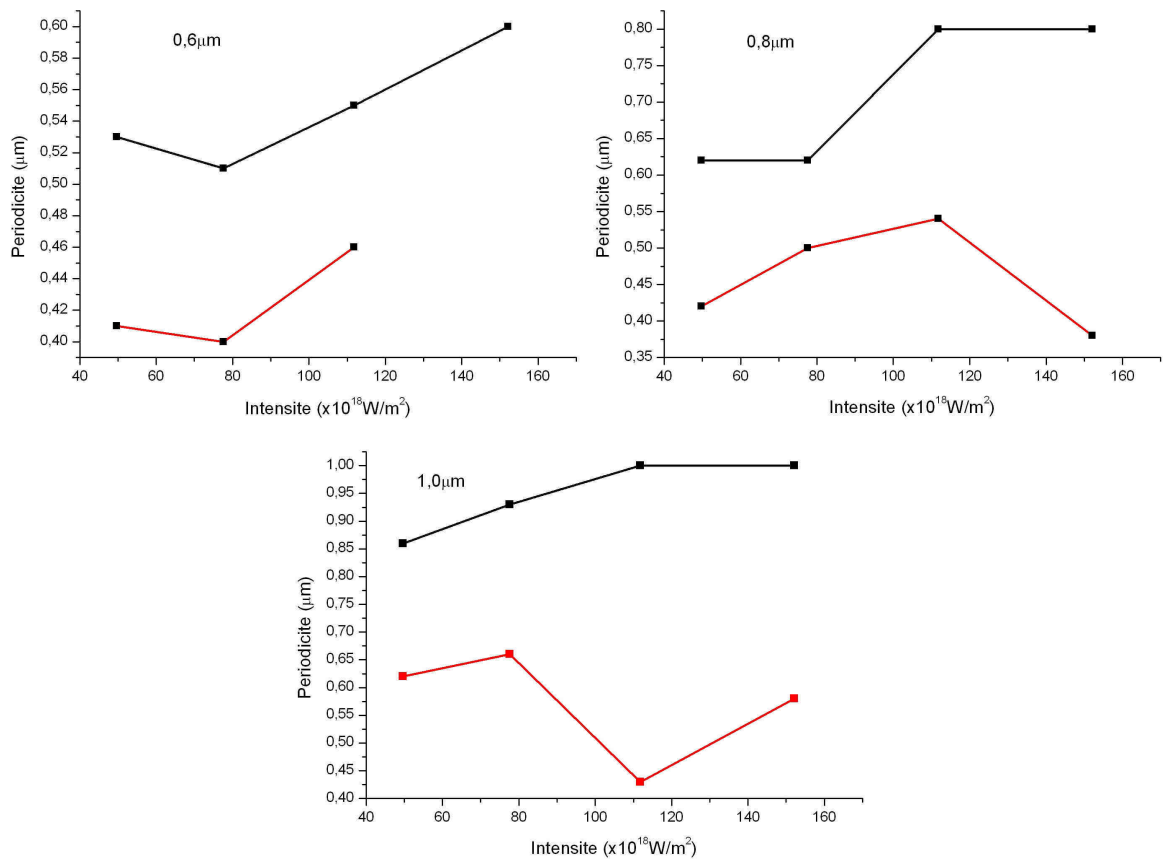 0,6μm
0,60
0,58
0,56
0,54
0,52
0,50
0,48
0,46
0,44
0,42
0,40
Periodicite (μm)
40 60 80 100 120 140 160
Intensite (x10¹⁸W/m²)
0,8μm
0,80
0,75
0,70
0,65
0,60
0,55
0,50
0,45
0,40
0,35
Periodicite (μm)
40 60 80 100 120 140 160
Intensite (x10¹⁸W/m²)
1,0μm
1,00
0,95
0,90
0,85
0,80
0,75
0,70
0,65
0,60
0,55
0,50
0,45
0,40
Periodicite (μm)
40 60 80 100 120 140 160
Intensite (x10¹⁸W/m²)